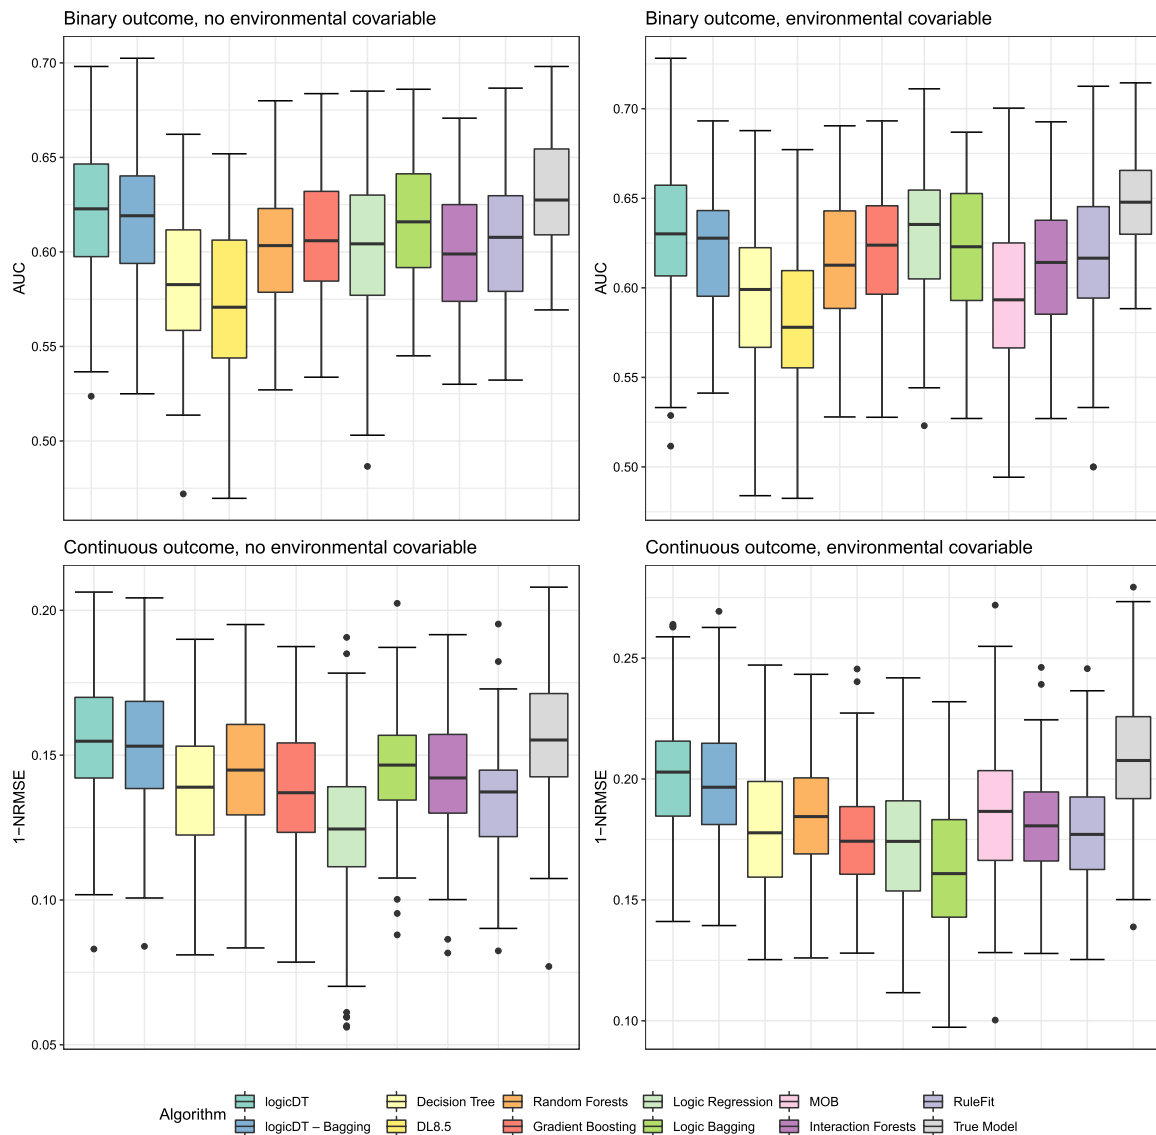 Binary outcome, no environmental covariable
Binary outcome, environmental covariable
AUC
0.70
0.65
0.60
0.55
0.50
AUC
0.70
0.65
0.60
0.55
0.50
Continuous outcome, no environmental covariable
Continuous outcome, environmental covariable
1−NRMSE
0.20
0.15
0.10
0.05
1−NRMSE
0.25
0.20
0.15
0.10
Algorithm
logicDT
Decision Tree
Random Forests
Logic Regression
MOB
RuleFit
logicDT – Bagging
DL8.5
Gradient Boosting
Logic Bagging
Interaction Forests
True Model